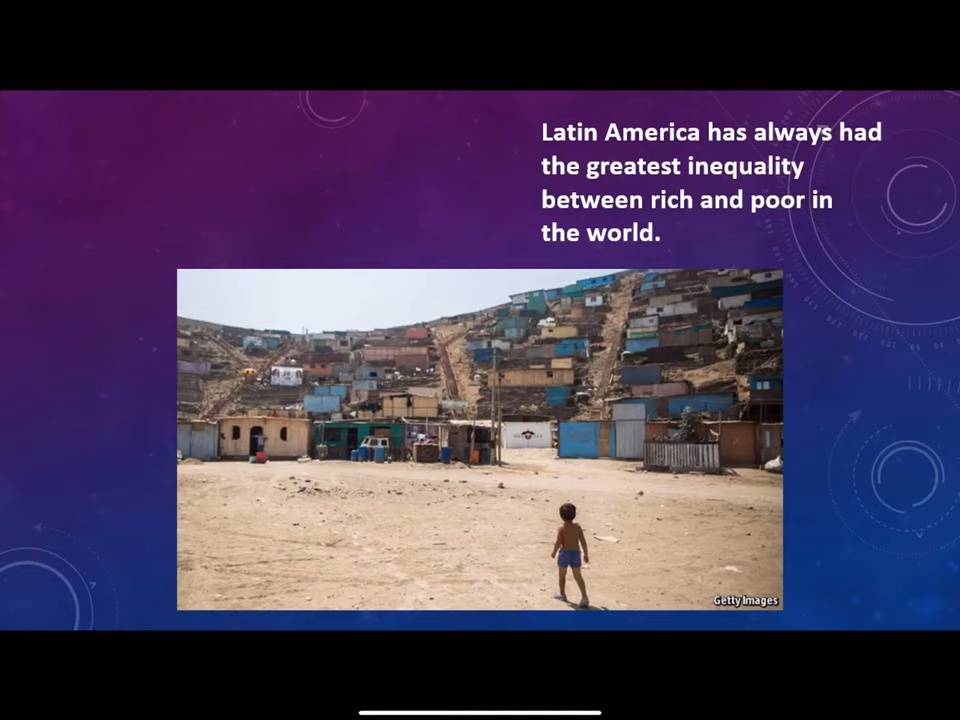 Latin America has always had
the greatest inequality
between rich and poor in
the world.
Getty Images